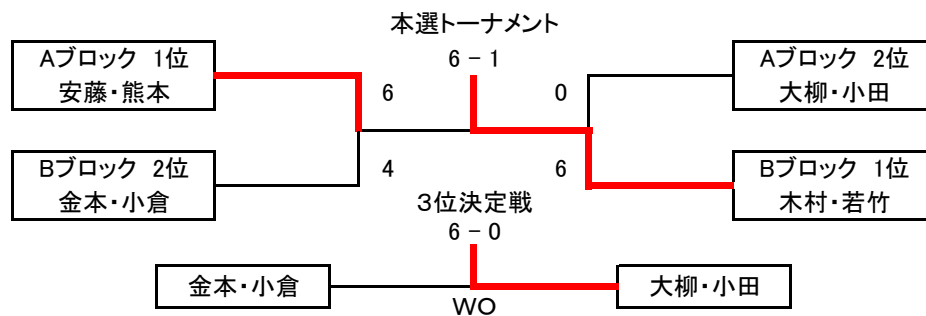 本選トーナメント
6 - 1
Aブロック 1位
安藤・熊本
Aブロック 2位
大柳・小田
6
0
Bブロック 2位
金本・小倉
Bブロック 1位
木村・若竹
4
6
3位決定戦
6 - 0
金本・小倉
大柳・小田
WO